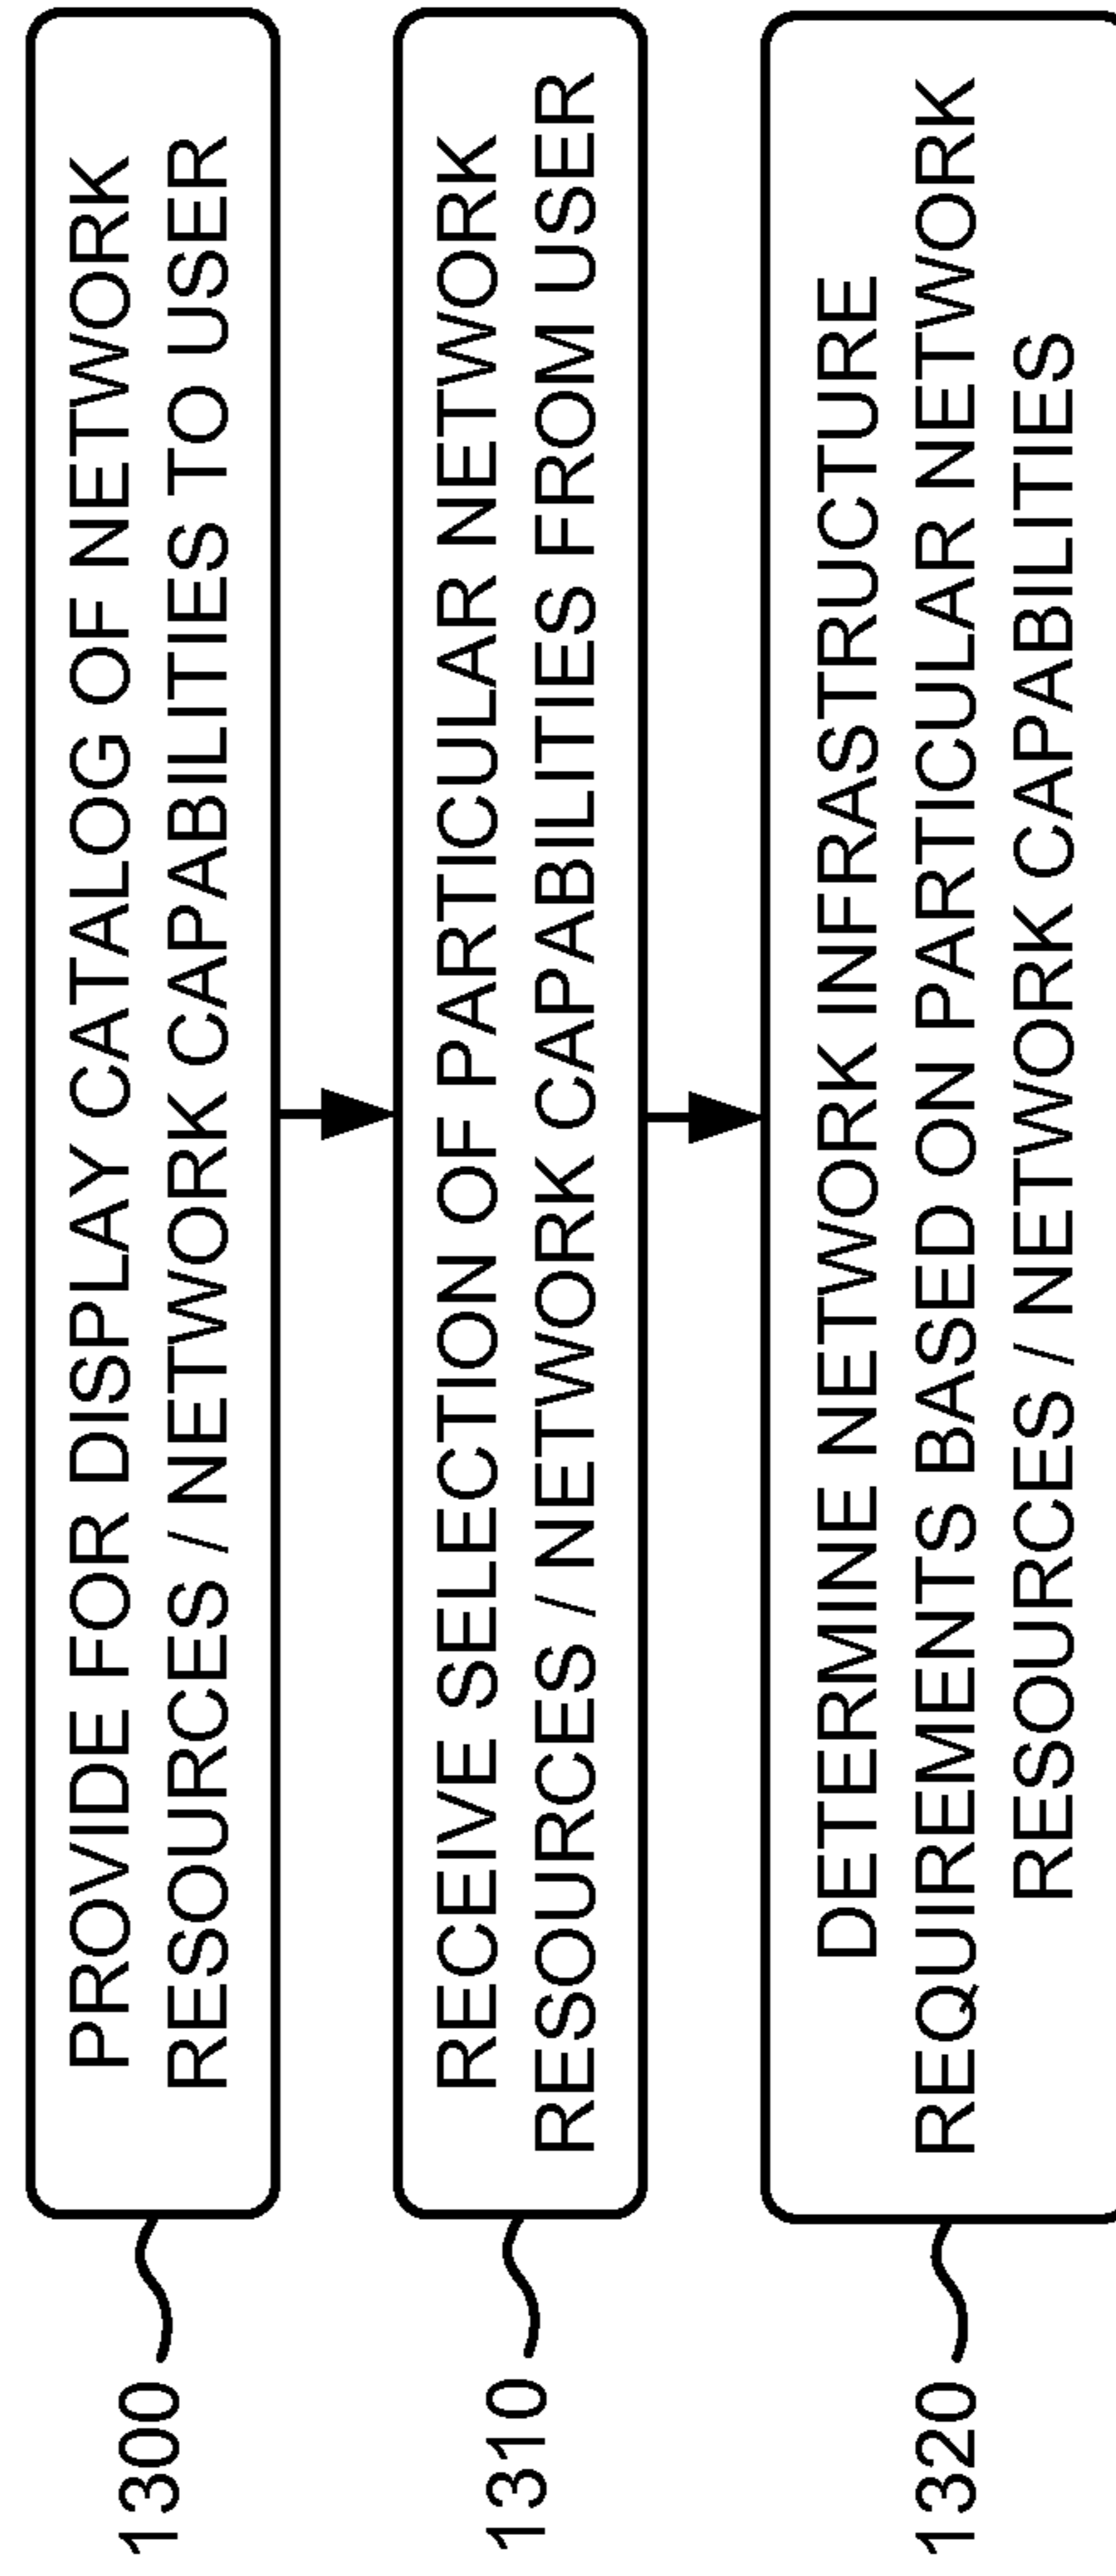 1300
PROVIDE FOR DISPLAY CATALOG OF NETWORK
RESOURCES / NETWORK CAPABILITIES TO USER
1310
RECEIVE SELECTION OF PARTICULAR NETWORK
RESOURCES / NETWORK CAPABILITIES FROM USER
1320
DETERMINE NETWORK INFRASTRUCTURE
REQUIREMENTS BASED ON PARTICULAR NETWORK
RESOURCES / NETWORK CAPABILITIES